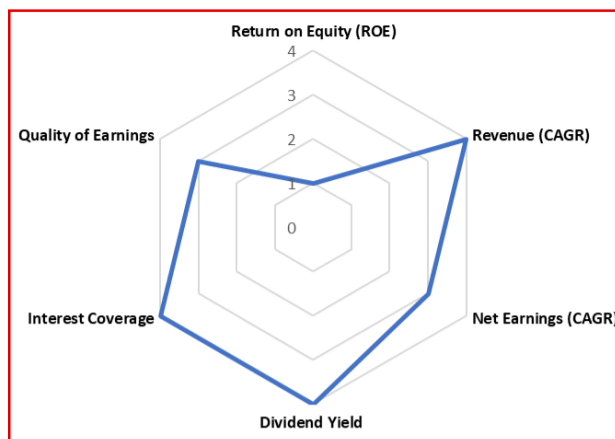 Return on Equity (ROE)
4
3
2
1
0
Quality of Earnings
Revenue (CAGR)
Interest Coverage
Net Earnings (CAGR)
Dividend Yield